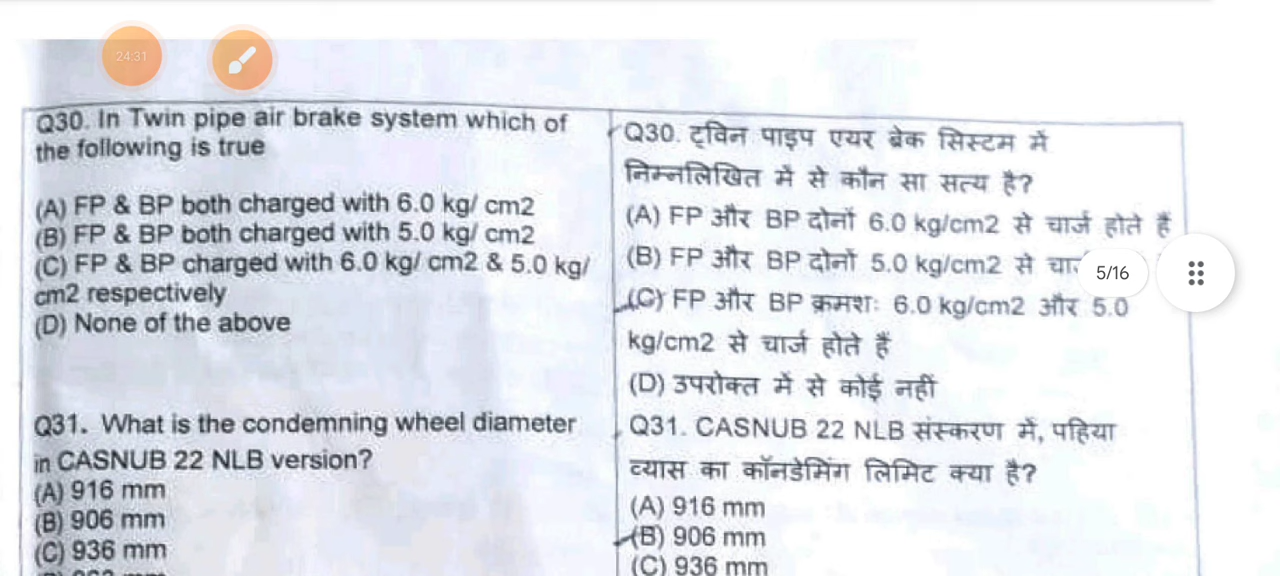 24:31
Q30. In Twin pipe air brake system which of
the following is true
(A) FP & BP both charged with 6.0 kg/ cm2
(B) FP & BP both charged with 5.0 kg/ cm2
(C) FP & BP charged with 6.0 kg/ cm2 & 5.0 kg/
cm2 respectively
(D) None of the above
Q31. What is the condemning wheel diameter
in CASNUB 22 NLB version?
(A) 916 mm
(B) 906 mm
(C) 936 mm
Q30. ट्विन पाइप एयर ब्रेक सिस्टम में
निम्नलिखित में से कौन सा सत्य है?
(A) FP और BP दोनों 6.0 kg/cm2 से चार्ज होते हैं
(B) FP और BP दोनों 5.0 kg/cm2 से
(C) FP और BP क्रमशः 6.0 kg/cm2 और 5.0
kg/cm2 से चार्ज होते हैं
(D) उपरोक्त में से कोई नहीं
Q31. CASNUB 22 NLB संस्करण में, पहिया
व्यास का कॉनडेमिंग लिमिट क्या है?
(A) 916 mm
(B) 906 mm
(C) 936 mm
5/16